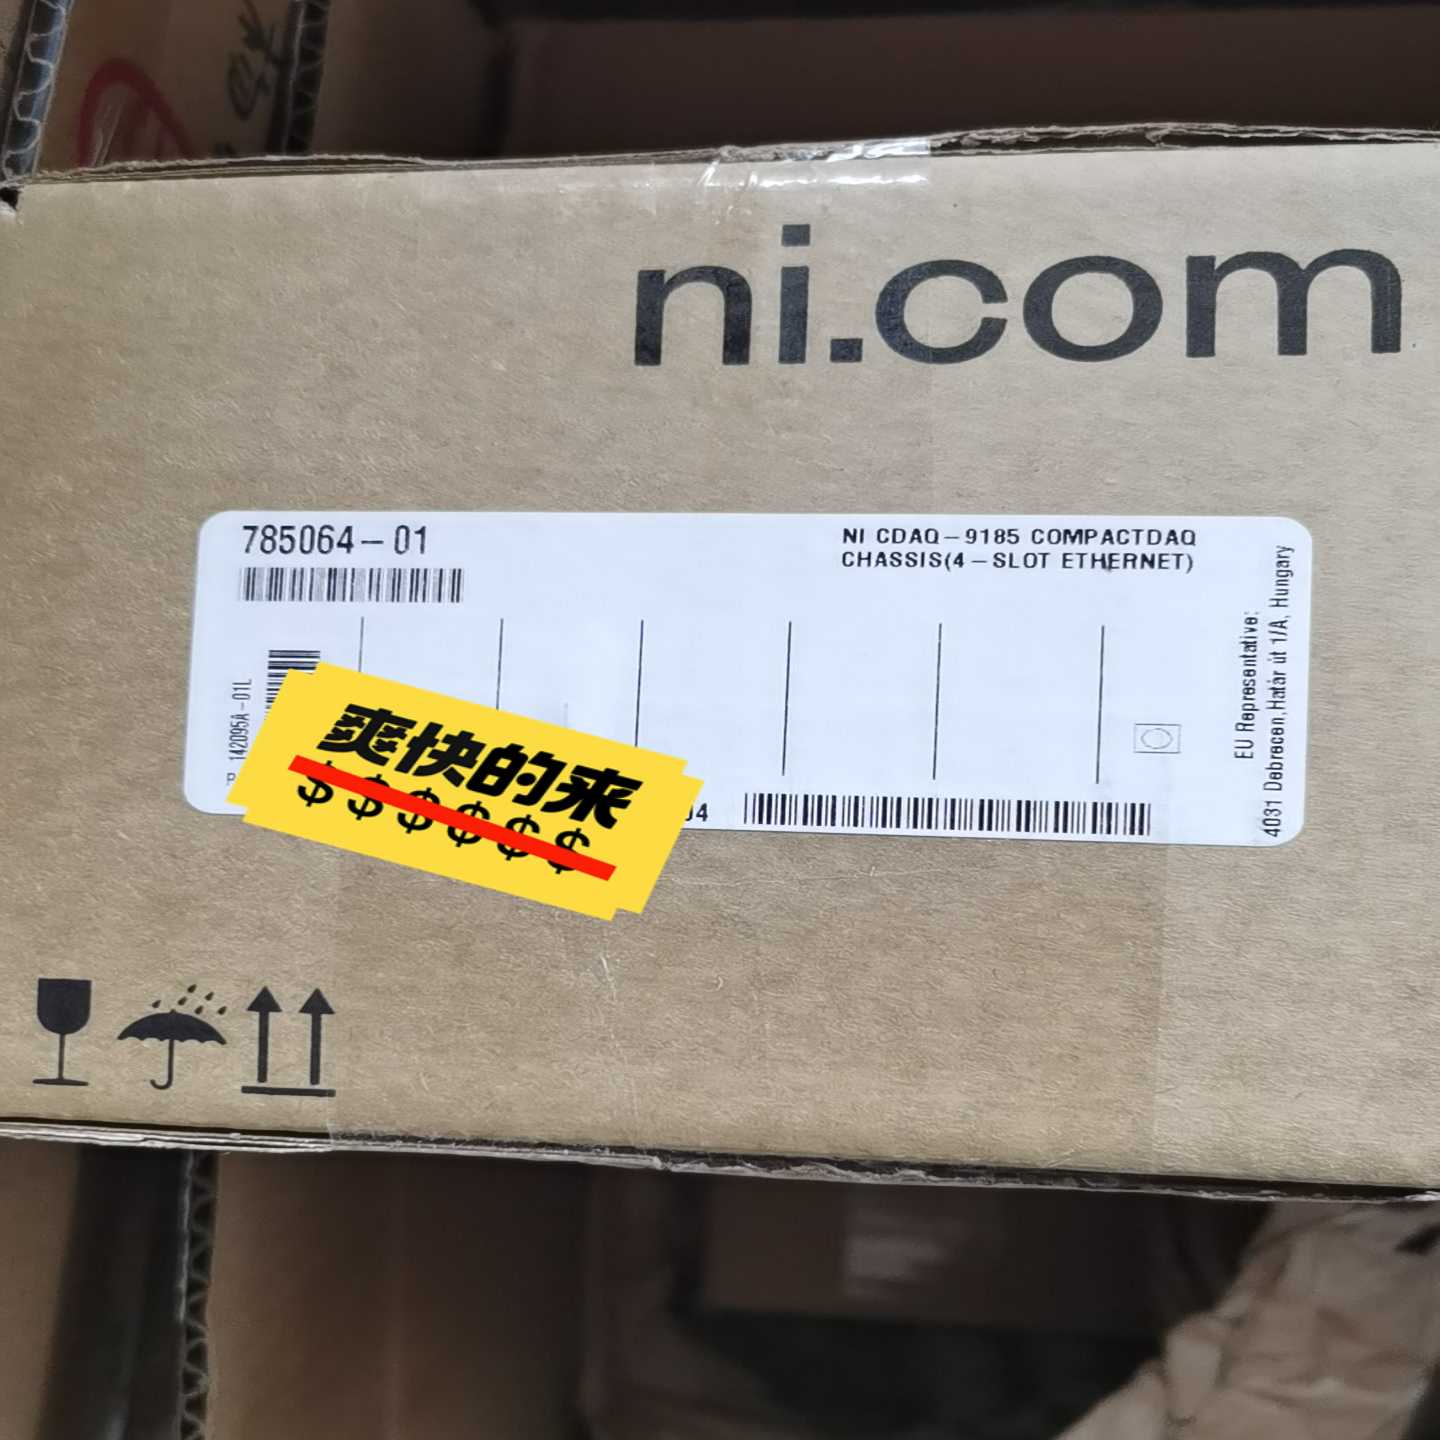 ni.com
785064-01
NI CDAQ-9185 COMPACTDAQ
CHASSIS(4-SLOT ETHERNET)
142095A-01L
爽快的来
$$$$$$
04
EU Representative:
4031 Debrecen,Határ út 1/A, Hungary